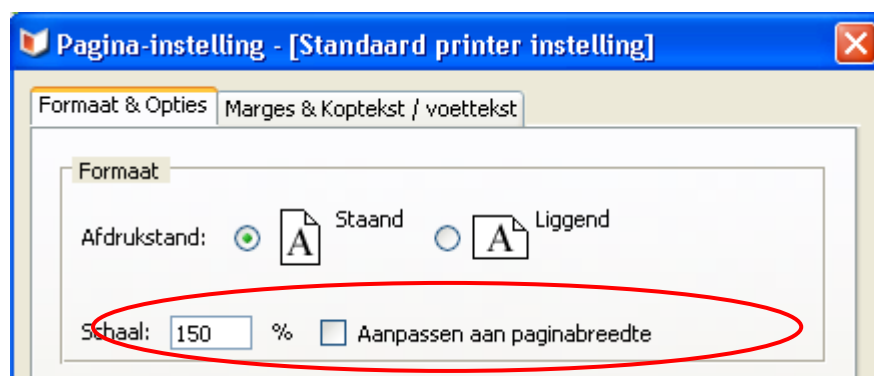 Pagina-instelling - [Standaard printer instelling]
Formaat & Opties Marges & Koptekst / voettekst
Formaat
Afdrukstand: A Staand A Liggend
Schaal: 150 % Aanpassen aan paginabreedte